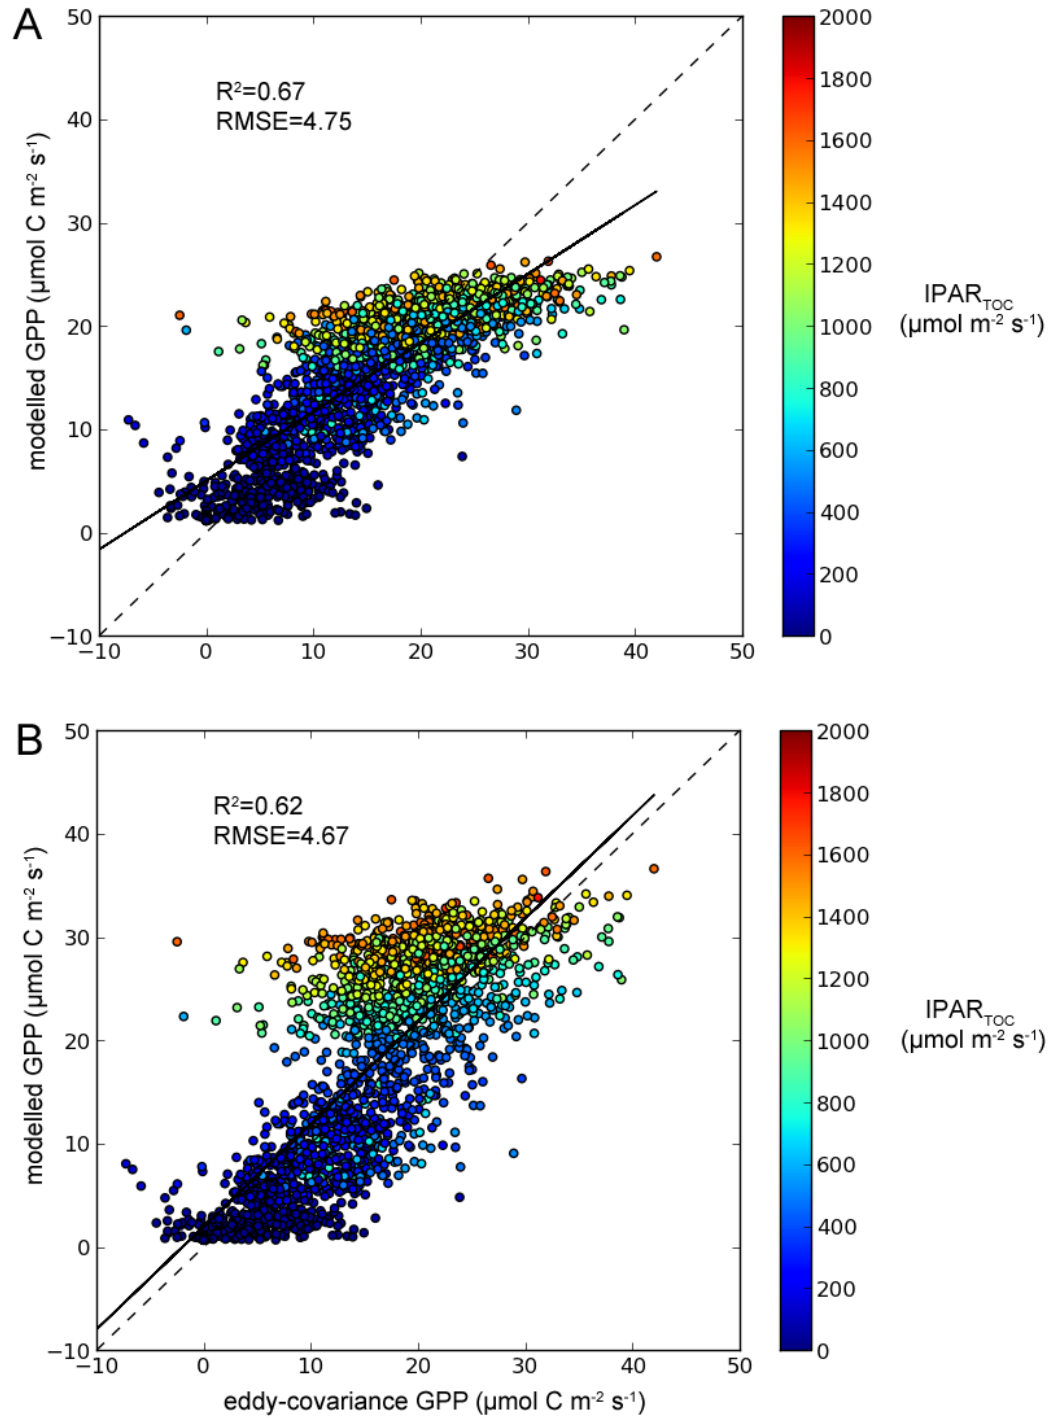 A
R²=0.67
RMSE=4.75
modelled GPP (µmol C m⁻² s⁻¹)
50
40
30
20
10
0
−10
−10 0 10 20 30 40 50
2000
1800
1600
1400
1200
1000
800
600
400
200
0
IPAR_TOC
(µmol m⁻² s⁻¹)
B
R²=0.62
RMSE=4.67
modelled GPP (µmol C m⁻² s⁻¹)
50
40
30
20
10
0
−10
−10 0 10 20 30 40 50
eddy-covariance GPP (µmol C m⁻² s⁻¹)
2000
1800
1600
1400
1200
1000
800
600
400
200
0
IPAR_TOC
(µmol m⁻² s⁻¹)